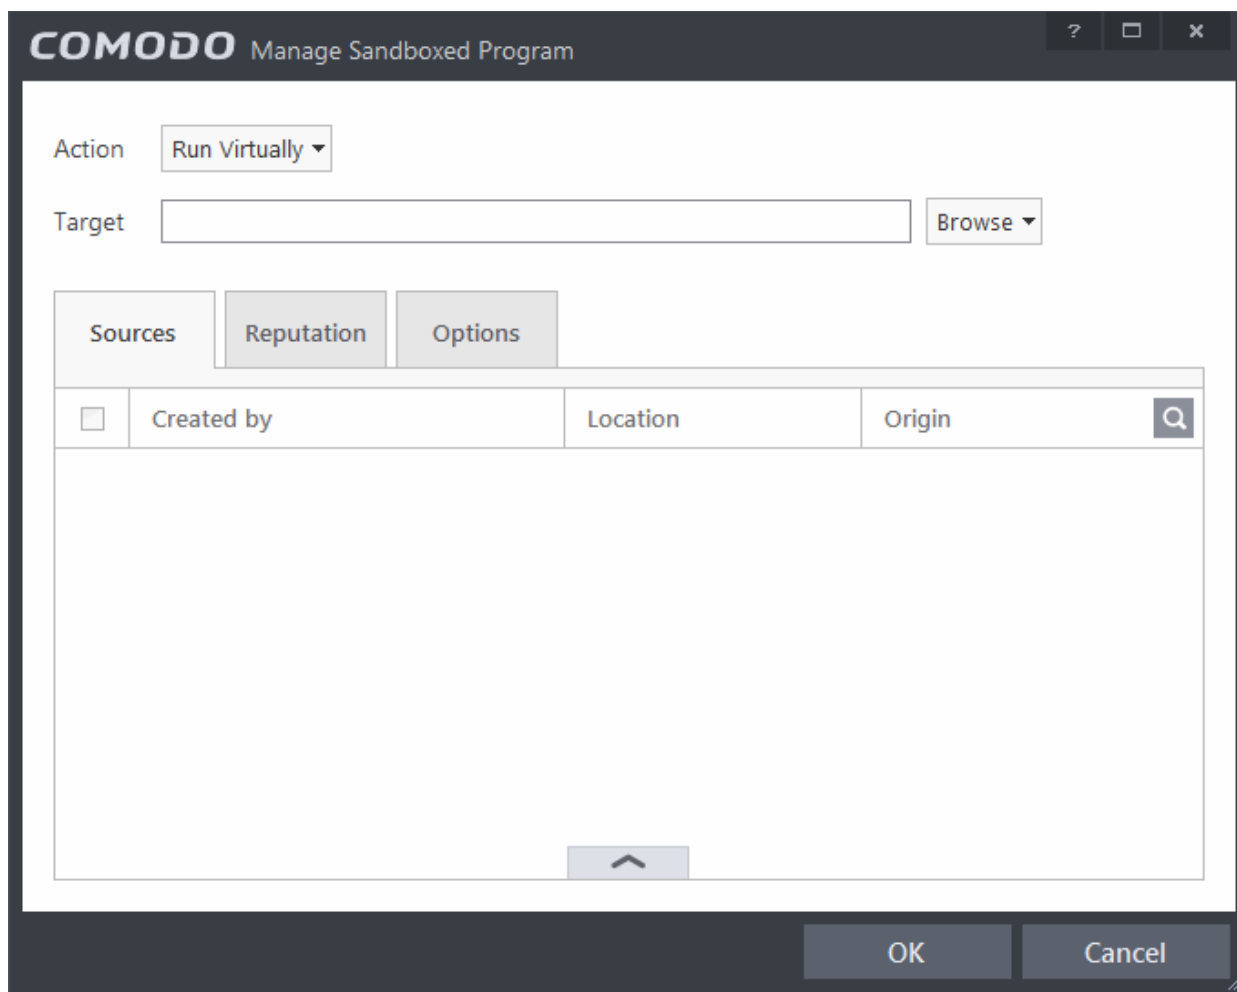 COMODO Manage Sandboxed Program ?
Action Run Virtually
Target Browse
Sources Reputation Options
Created by Location Origin
OK Cancel